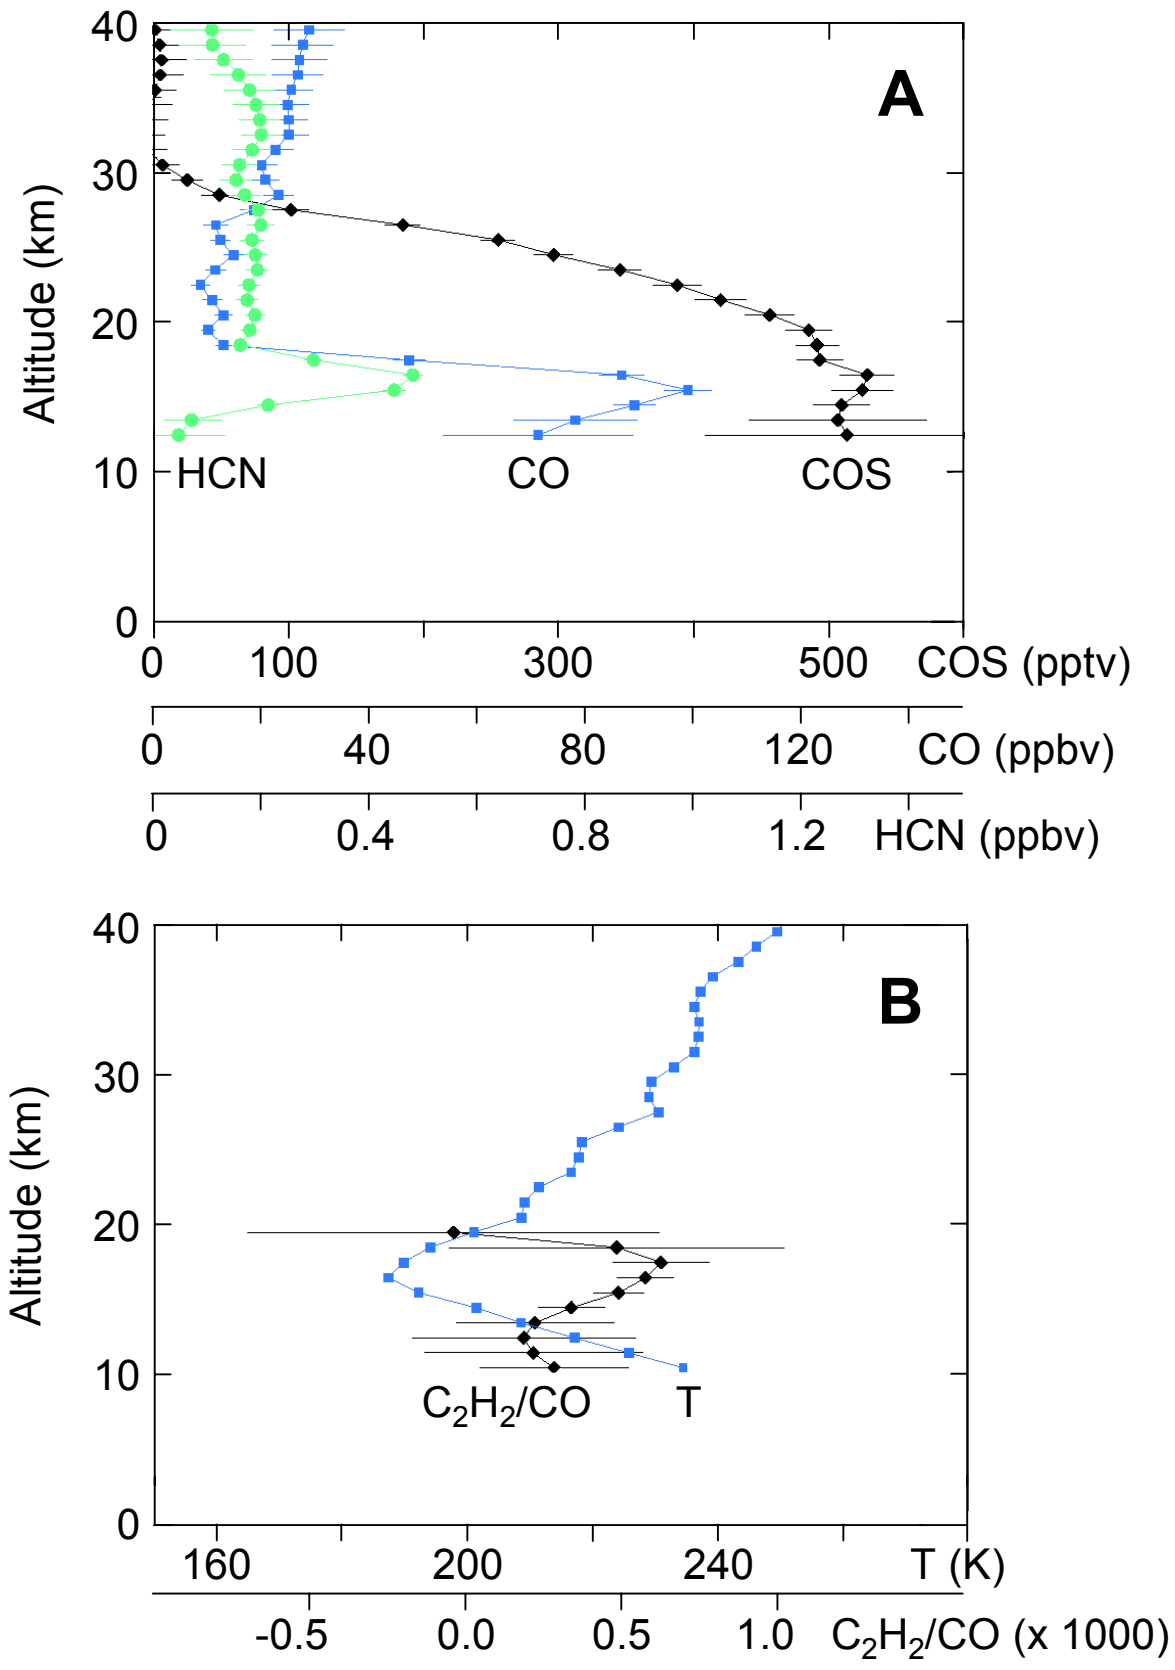 40
A
30
Altitude (km)
20
10
HCN CO COS
0
0 100 300 500 COS (pptv)
0 40 80 120 CO (ppbv)
0 0.4 0.8 1.2 HCN (ppbv)
40
B
30
Altitude (km)
20
10
C₂H₂/CO T
0
160 200 240 T (K)
-0.5 0.0 0.5 1.0 C₂H₂/CO (x 1000)